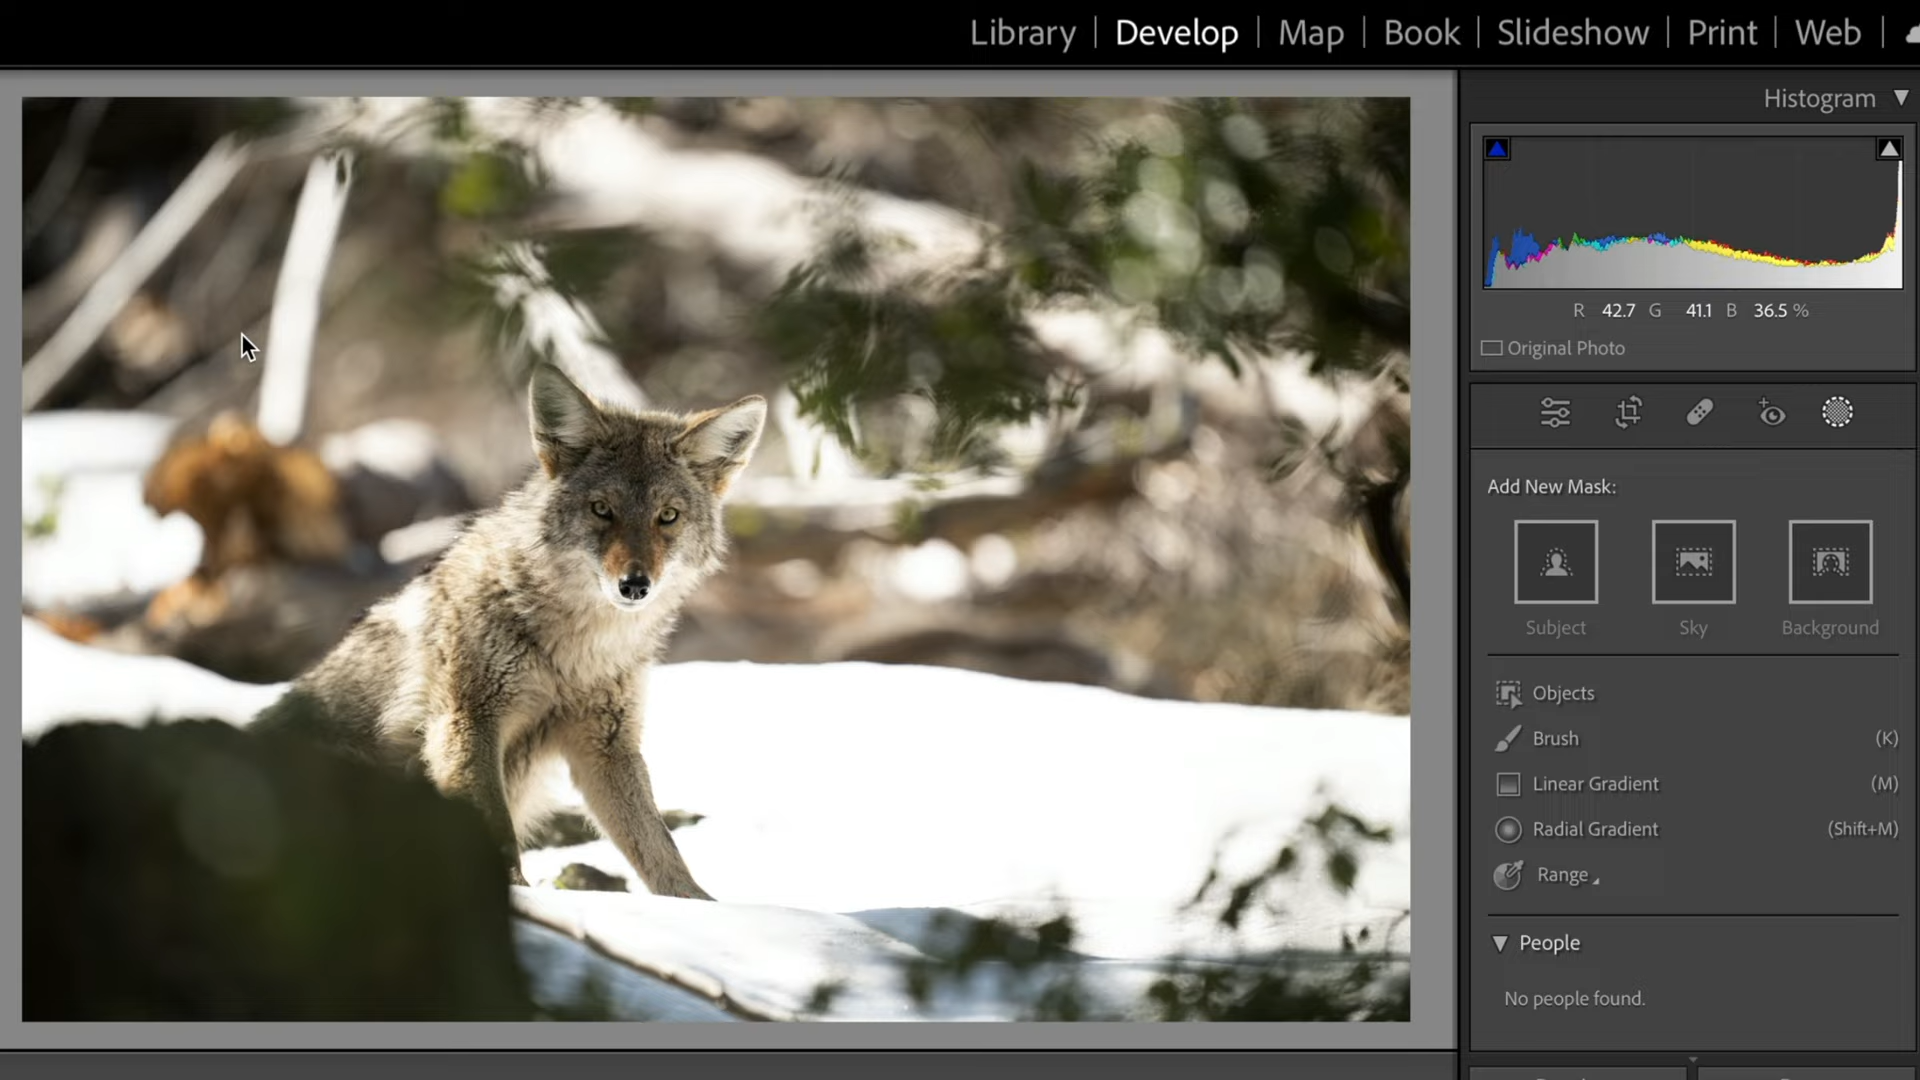 Library | Develop | Map | Book | Slideshow | Print | Web |
Histogram
R 42.7 G 41.1 B 36.5 %
Original Photo
Add New Mask:
Subject Sky Background
Objects
Brush (K)
Linear Gradient (M)
Radial Gradient (Shift+M)
Range
People
No people found.